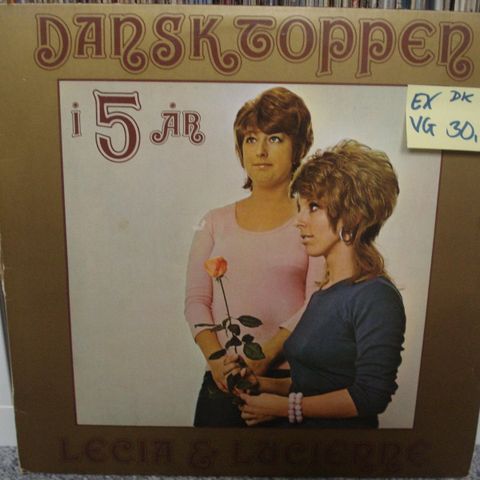 DANSKTOPPEN
i 5 ÅR
EX DK
VG 30,
LECIA & LUCIENNE